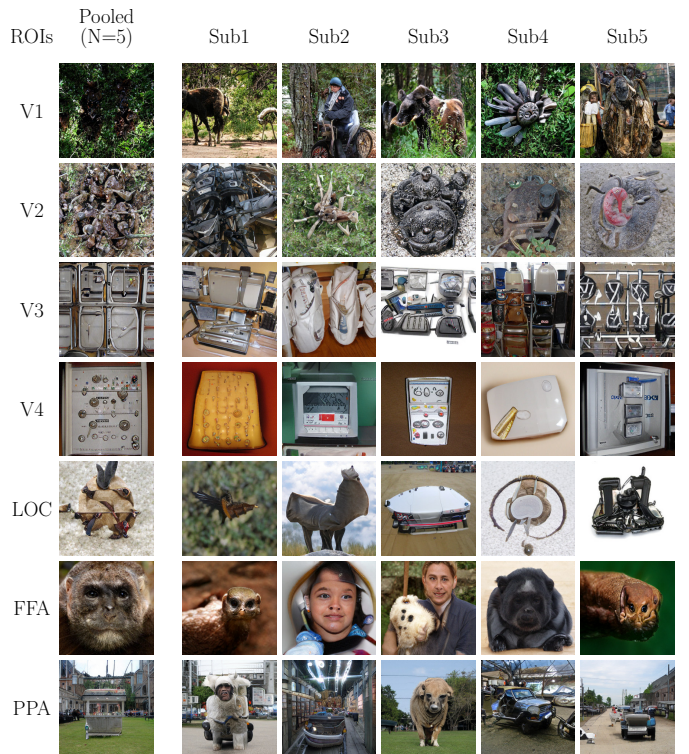 Pooled
ROIs (N=5) Sub1 Sub2 Sub3 Sub4 Sub5
V1
V2
V3
V4
LOC
FFA
PPA